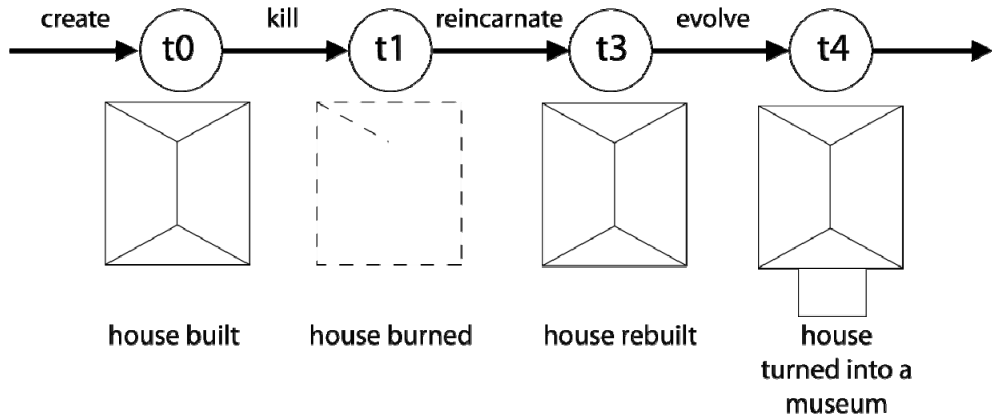 create kill reincarnate evolve
t0 t1 t3 t4
house built house burned house rebuilt house
turned into a
museum